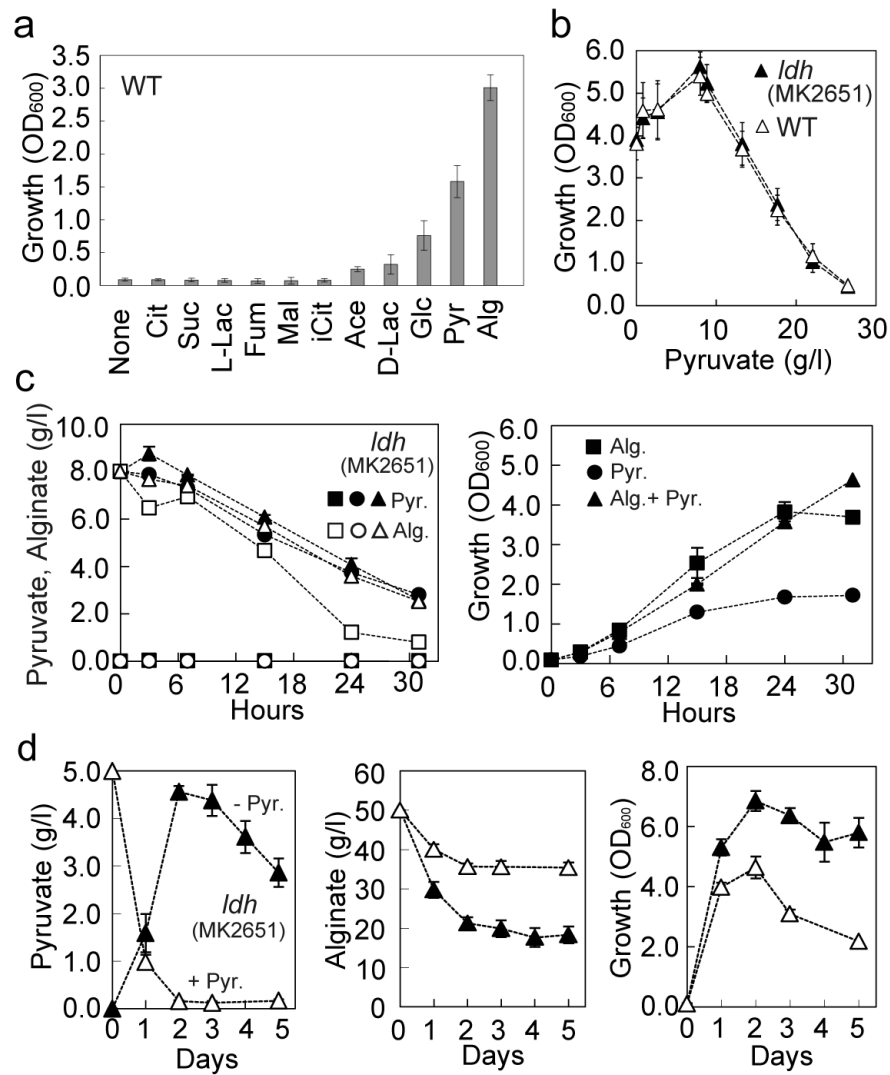 a
Growth (OD600)
3.5
3.0
2.5
2.0
1.5
1.0
0.5
0.0
WT
None
Cit
Suc
L-Lac
Fum
Mal
iCit
Ace
D-Lac
Glc
Pyr
Alg
b
Growth (OD600)
6.0
5.0
4.0
3.0
2.0
1.0
0.0
ldh
(MK2651)
WT
0 10 20 30
Pyruvate (g/l)
c
Pyruvate, Alginate (g/l)
10.0
8.0
6.0
4.0
2.0
0.0
ldh
(MK2651)
Pyr.
Alg.
0 6 12 18 24 30
Hours
Growth (OD600)
6.0
5.0
4.0
3.0
2.0
1.0
0.0
Alg.
Pyr.
Alg.+ Pyr.
0 6 12 18 24 30
Hours
d
Pyruvate (g/l)
5.0
4.0
3.0
2.0
1.0
0.0
- Pyr.
ldh
(MK2651)
+ Pyr.
0 1 2 3 4 5
Days
Alginate (g/l)
60
50
40
30
20
10
0
0 1 2 3 4 5
Days
Growth (OD600)
8.0
6.0
4.0
2.0
0.0
0 1 2 3 4 5
Days